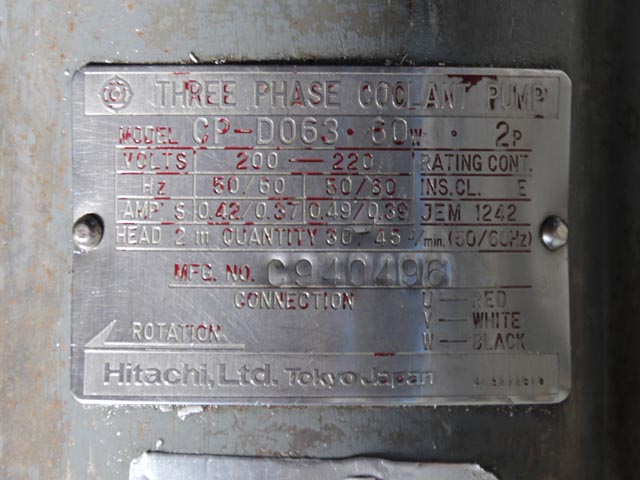 THREE PHASE COOLANT PUMP
MODEL CP-D063·60W· 2P
VOLTS 200 — 220 RATING CONT.
Hz 50/60 50/60 INS.CL. E
AMP'S 0.42/0.37 0.49/0.39 JEM 1242
HEAD 2 m QUANTITY 30/45 ℓ/min. (50/60Hz)
MFG. NO. C940496
CONNECTION U — RED
V — WHITE
ROTATION W — BLACK
Hitachi, Ltd. Tokyo Japan